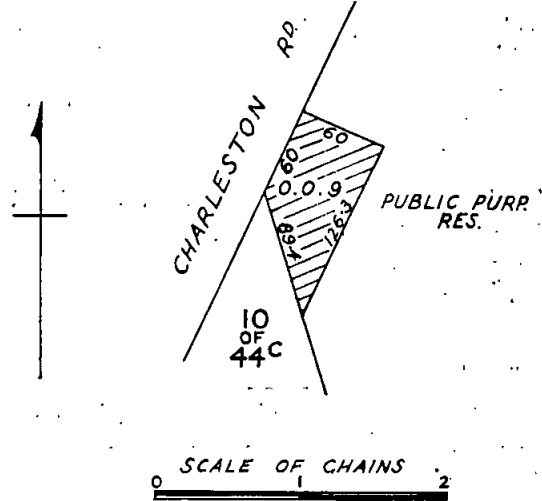 CHARLESTON RD.
60
60
0.0.9
89.4
126.3
PUBLIC PURP.
RES.
10
OF
44C
SCALE OF CHAINS
0 1 2